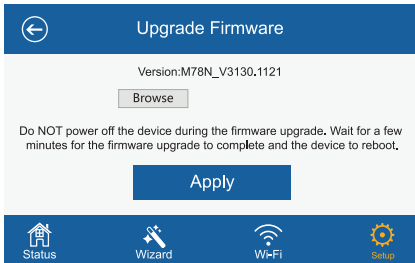 Upgrade Firmware
Version:M78N_V3130.1121
Browse
Do NOT power off the device during the firmware upgrade. Wait for a few
minutes for the firmware upgrade to complete and the device to reboot.
Apply
Status Wizard Wi-Fi Setup